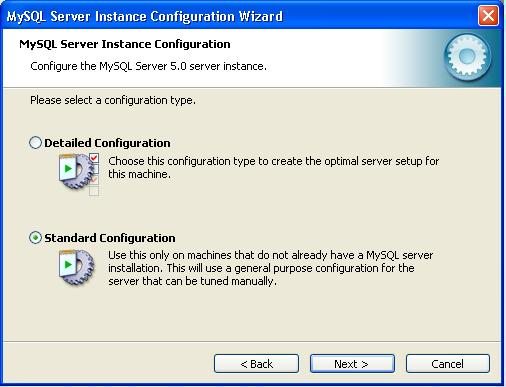 MySQL Server Instance Configuration Wizard
MySQL Server Instance Configuration
Configure the MySQL Server 5.0 server instance.
Please select a configuration type.
Detailed Configuration
Choose this configuration type to create the optimal server setup for
this machine.
Standard Configuration
Use this only on machines that do not already have a MySQL server
installation. This will use a general purpose configuration for the
server that can be tuned manually.
< Back
Next >
Cancel